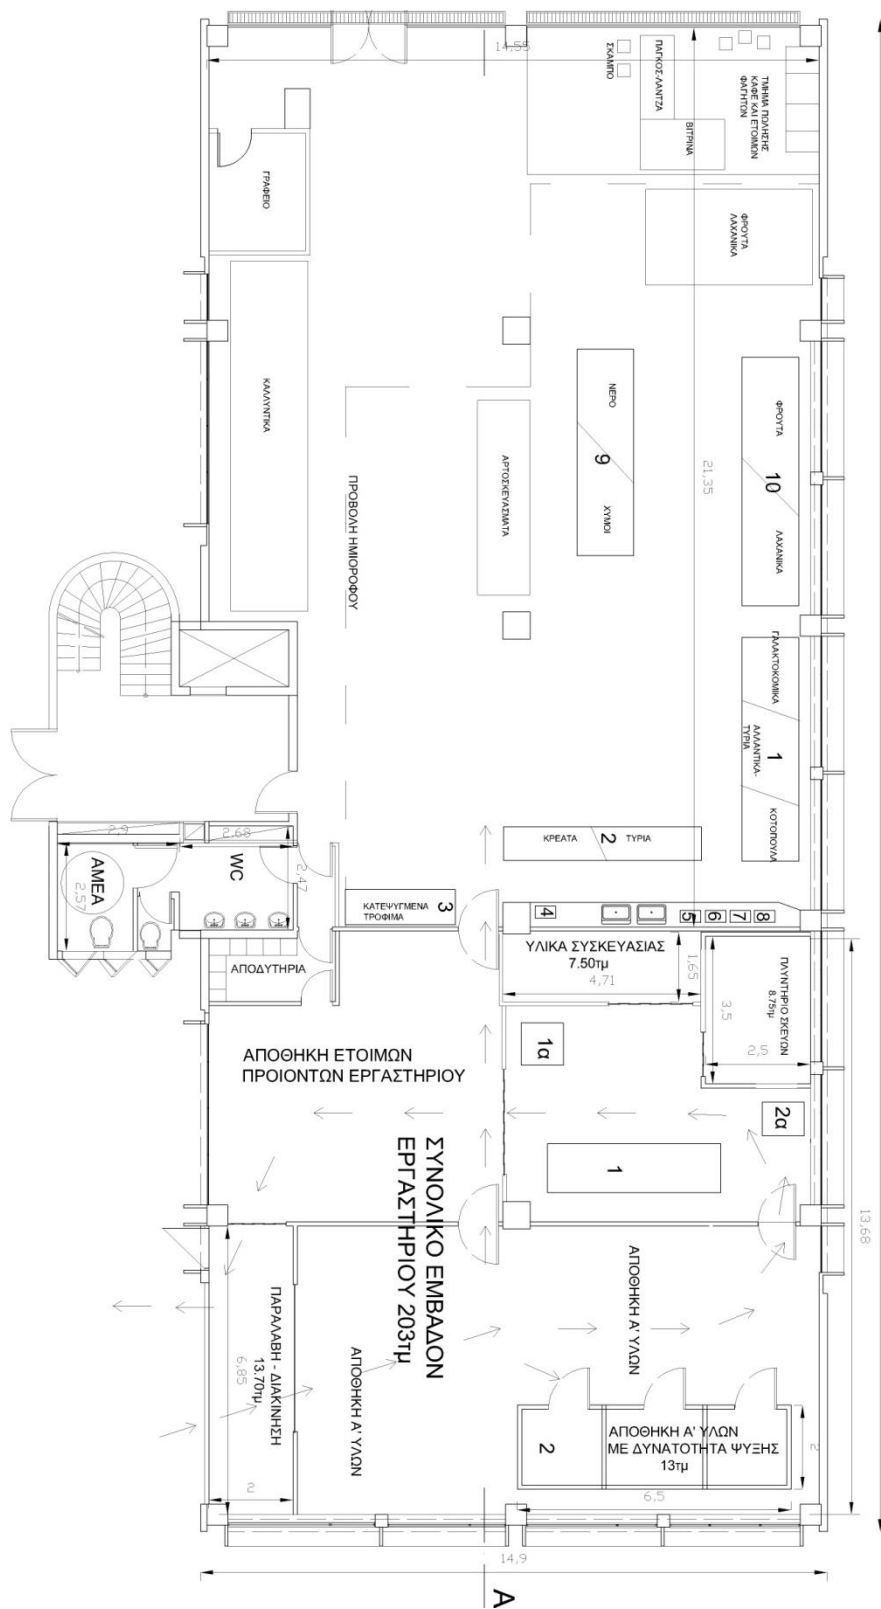 14,55
ΣΚΑΜΠΟ
ΠΑΓΚΟΣ-ΛΑΝΤΖΑ
ΒΙΤΡΙΝΑ
ΤΜΗΜΑ ΠΩΛΗΣΗΣ
ΚΑΦΕ ΚΑΙ ΕΤΟΙΜΩΝ
ΦΑΓΗΤΩΝ
ΓΡΑΦΕΙΟ
ΦΡΟΥΤΑ
ΛΑΧΑΝΙΚΑ
ΚΑΛΛΥΝΤΙΚΑ
ΠΡΟΒΟΛΗ ΗΜΙΟΡΟΦΟΥ
ΑΡΤΟΣΚΕΥΑΣΜΑΤΑ
ΝΕΡΟ
9
ΧΥΜΟΙ
21,35
ΦΡΟΥΤΑ
10
ΛΑΧΑΝΙΚΑ
ΓΑΛΑΚΤΟΚΟΜΙΚΑ
1
ΑΛΛΑΝΤΙΚΑ-
ΤΥΡΙΑ
ΚΟΤΟΠΟΥΛΑ
ΚΡΕΑΤΑ
2
ΤΥΡΙΑ
2,9
2,68
WC
2,47
ΑΜΕΑ
2,57
ΚΑΤΕΨΥΓΜΕΝΑ
ΤΡΟΦΙΜΑ
3
4
5
6
7
8
ΑΠΟΔΥΤΗΡΙΑ
ΥΛΙΚΑ ΣΥΣΚΕΥΑΣΙΑΣ
7.50τμ
4,71
1,65
ΠΛΥΝΤΗΡΙΟ ΣΚΕΥΩΝ
8.75τμ
3,5
2,5
ΑΠΟΘΗΚΗ ΕΤΟΙΜΩΝ
ΠΡΟΙΟΝΤΩΝ ΕΡΓΑΣΤΗΡΙΟΥ
1α
2α
1
ΣΥΝΟΛΙΚΟ ΕΜΒΑΔΟΝ
ΕΡΓΑΣΤΗΡΙΟΥ 203τμ
13,68
ΠΑΡΑΛΑΒΗ - ΔΙΑΚΙΝΗΣΗ
13.70τμ
6,85
2
ΑΠΟΘΗΚΗ Α' ΥΛΩΝ
ΑΠΟΘΗΚΗ Α' ΥΛΩΝ
2
ΑΠΟΘΗΚΗ Α' ΥΛΩΝ
ΜΕ ΔΥΝΑΤΟΤΗΤΑ ΨΥΞΗΣ
13τμ
2
6,5
14,9
Α